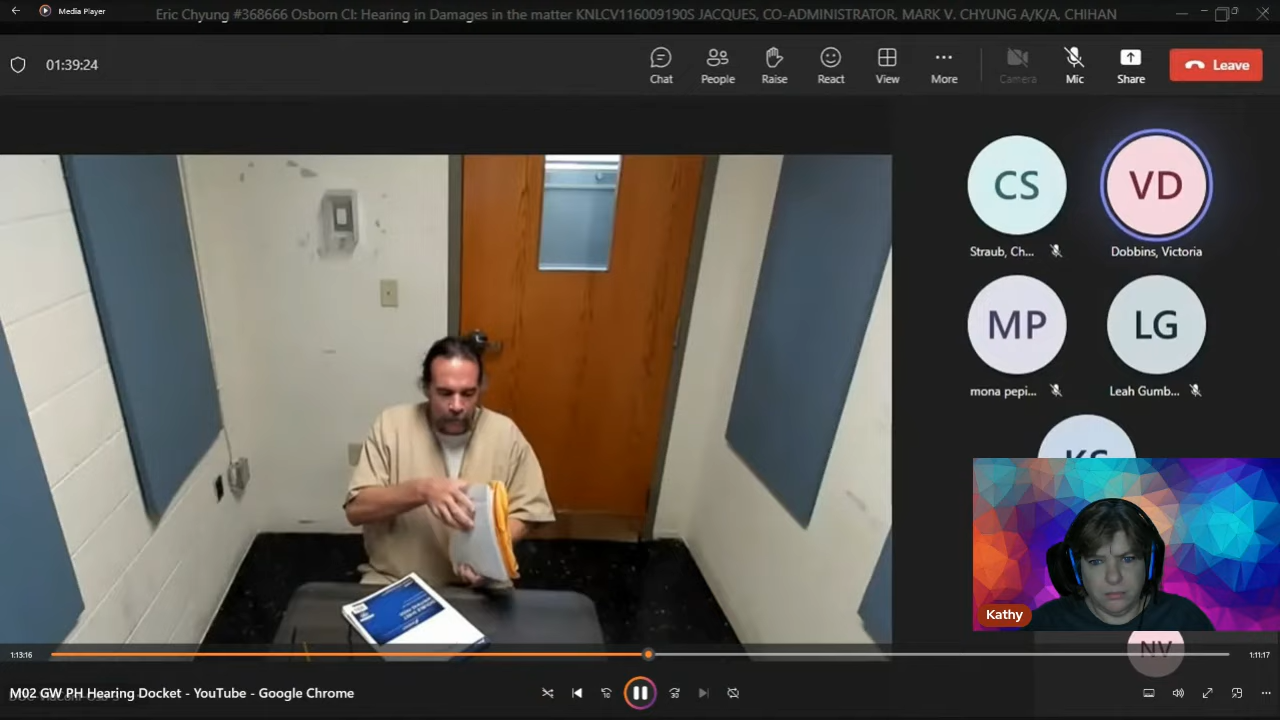 Media Player
Eric Chyung #368666 Osborn CI: Hearing in Damages in the matter KNLCV116009190S JACQUES, CO-ADMINISTRATOR, MARK V. CHYUNG A/K/A, CHIHAN
01:39:24
Chat
People
Raise
React
View
More
Camera
Mic
Share
Leave
CS
VD
Straub, Ch...
Dobbins, Victoria
MP
LG
mona pepi...
Leah Gumb...
KS
Kathy
NV
1:13:16
1:11:17
M02 GW PH Hearing Docket - YouTube - Google Chrome
10
30